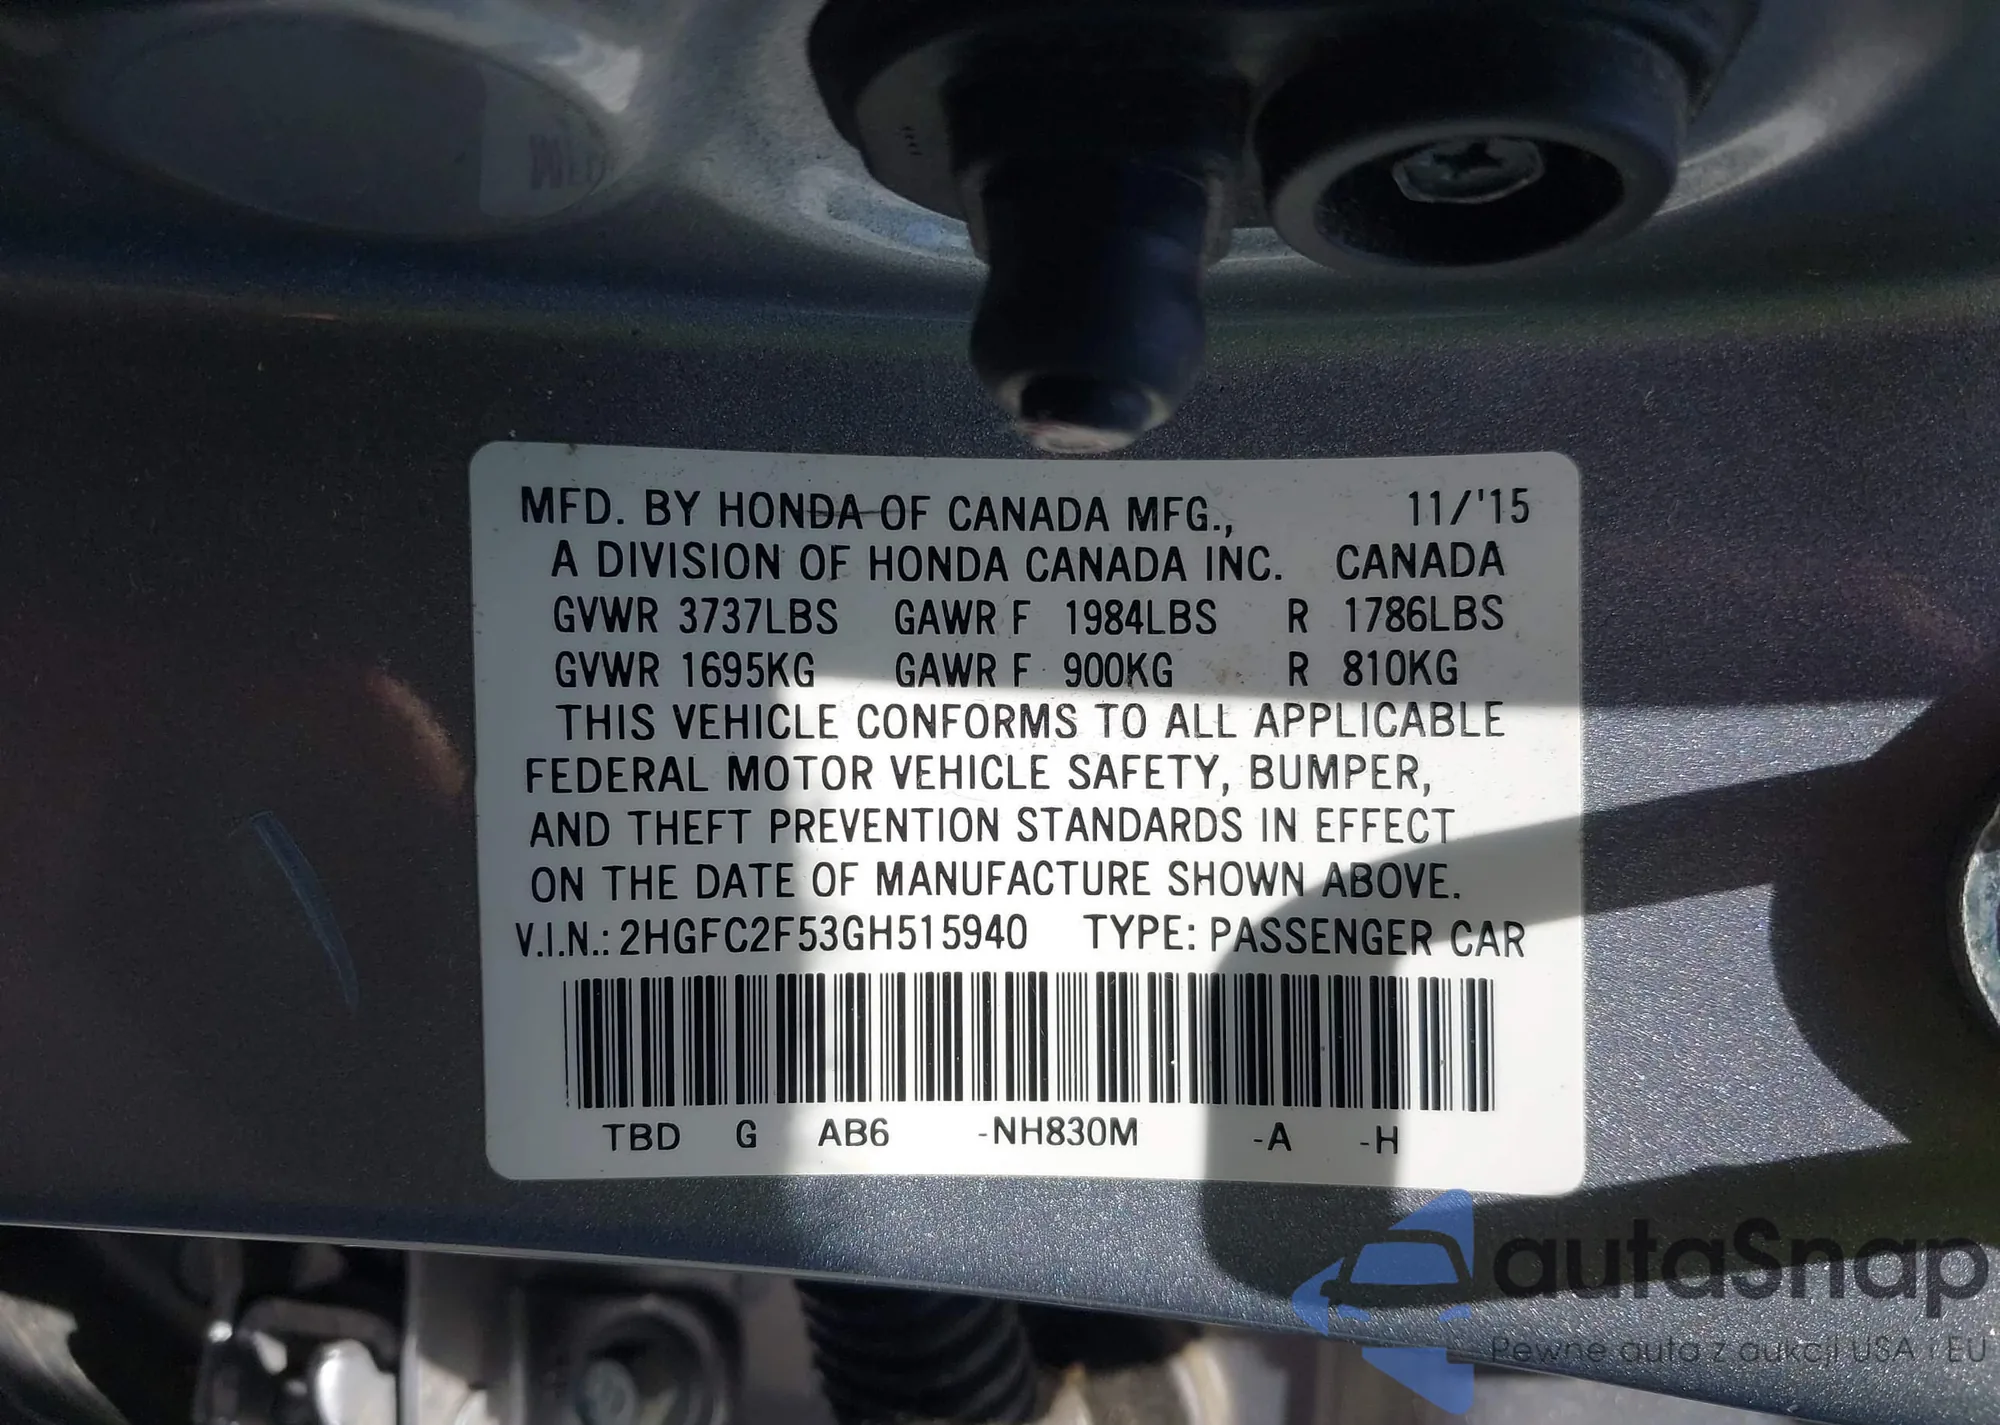 MFD. BY HONDA OF CANADA MFG., 11/'15
A DIVISION OF HONDA CANADA INC. CANADA
GVWR 3737LBS GAWR F 1984LBS R 1786LBS
GVWR 1695KG GAWR F 900KG R 810KG
THIS VEHICLE CONFORMS TO ALL APPLICABLE
FEDERAL MOTOR VEHICLE SAFETY, BUMPER,
AND THEFT PREVENTION STANDARDS IN EFFECT
ON THE DATE OF MANUFACTURE SHOWN ABOVE.
V.I.N.: 2HGFC2F53GH515940 TYPE: PASSENGER CAR
TBD G AB6 -NH830M -A -H
autaSnap
Pewne auta z aukcji USA i EU